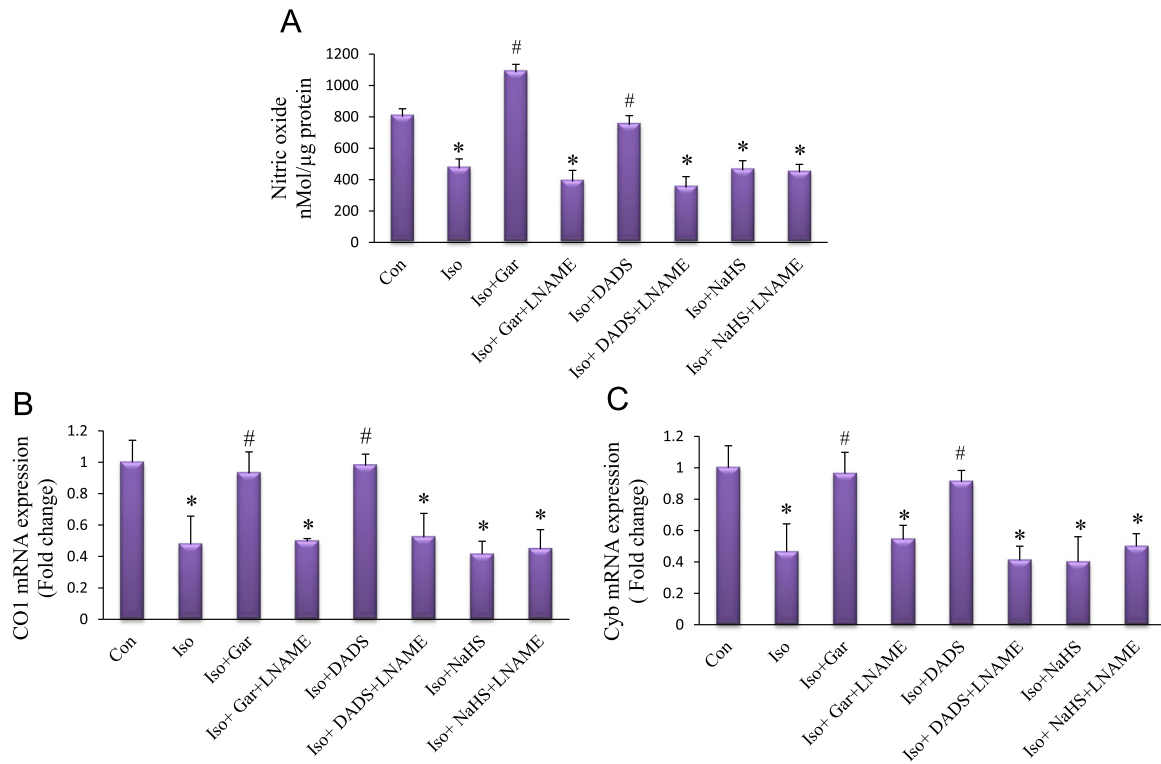 A
Nitric oxide
nMol/µg protein
1200
1000
800
600
400
200
0
#
#
*
*
*
*
*
Con
Iso
Iso+Gar
Iso+ Gar+LNAME
Iso+DADS
Iso+ DADS+LNAME
Iso+NaHS
Iso+ NaHS+LNAME
B
CO1 mRNA expression
(Fold change)
1.2
1
0.8
0.6
0.4
0.2
0
#
#
*
*
*
*
*
Con
Iso
Iso+Gar
Iso+ Gar+LNAME
Iso+DADS
Iso+ DADS+LNAME
Iso+NaHS
Iso+ NaHS+LNAME
C
Cyb mRNA expression
( Fold change)
1.2
1
0.8
0.6
0.4
0.2
0
#
#
*
*
*
*
*
Con
Iso
Iso+Gar
Iso+ Gar+LNAME
Iso+DADS
Iso+ DADS+LNAME
Iso+NaHS
Iso+ NaHS+LNAME